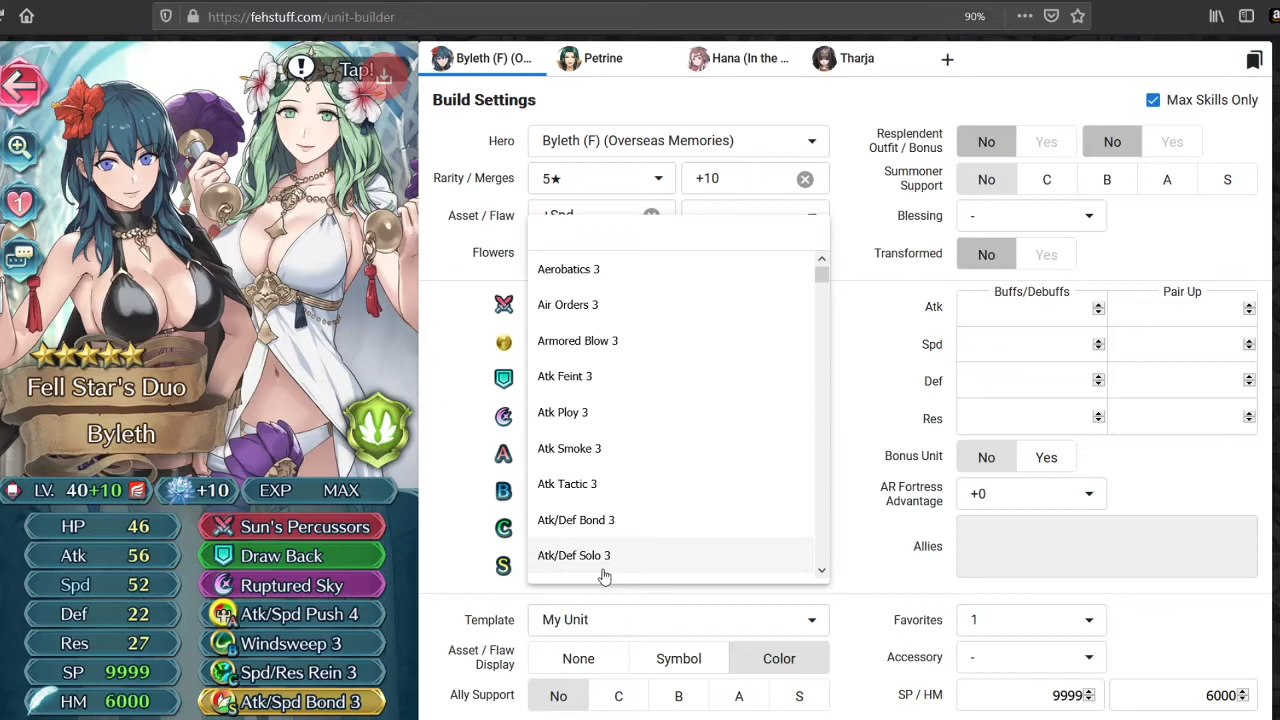 https://fehstuff.com/unit-builder
90%
Tap!
Fell Star's Duo
Byleth
LV. 40+10
+10
EXP MAX
HP 46
Atk 56
Spd 52
Def 22
Res 27
SP 9999
HM 6000
Sun's Percussors
Draw Back
Ruptured Sky
Atk/Spd Push 4
Windsweep 3
Spd/Res Rein 3
Atk/Spd Bond 3
A
C
S
Byleth (F) (O...
Petrine
Hana (In the ...
Tharja
+
Build Settings
Max Skills Only
Hero
Byleth (F) (Overseas Memories)
Rarity / Merges
5★
+10
Asset / Flaw
+Spd
Flowers
Aerobatics 3
Air Orders 3
Armored Blow 3
Atk Feint 3
Atk Ploy 3
Atk Smoke 3
Atk Tactic 3
Atk/Def Bond 3
Atk/Def Solo 3
A
B
C
S
Resplendent
Outfit / Bonus
No Yes
No Yes
Summoner
Support
No C B A S
Blessing
-
Transformed
No Yes
Buffs/Debuffs
Pair Up
Atk
Spd
Def
Res
Bonus Unit
No Yes
AR Fortress
Advantage
+0
Allies
Template
My Unit
Asset / Flaw
Display
None Symbol Color
Ally Support
No C B A S
Favorites
1
Accessory
-
SP / HM
9999
6000